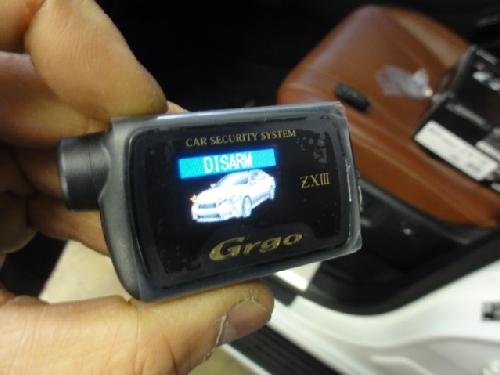 CAR SECURITY SYSTEM
DISARM
ZXIII
Grgo